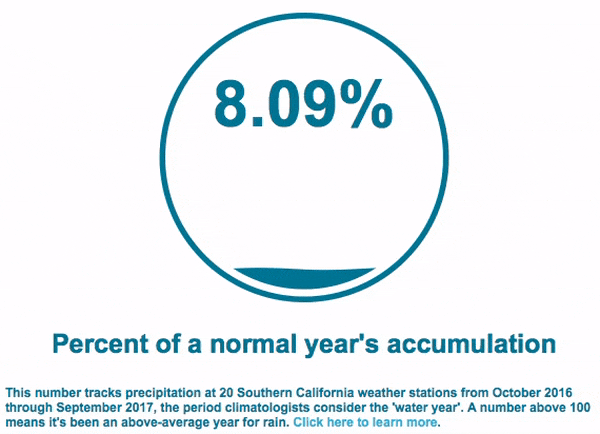 8.09%
Percent of a normal year's accumulation
This number tracks precipitation at 20 Southern California weather stations from October 2016
through September 2017, the period climatologists consider the 'water year'. A number above 100
means it's been an above-average year for rain. Click here to learn more.